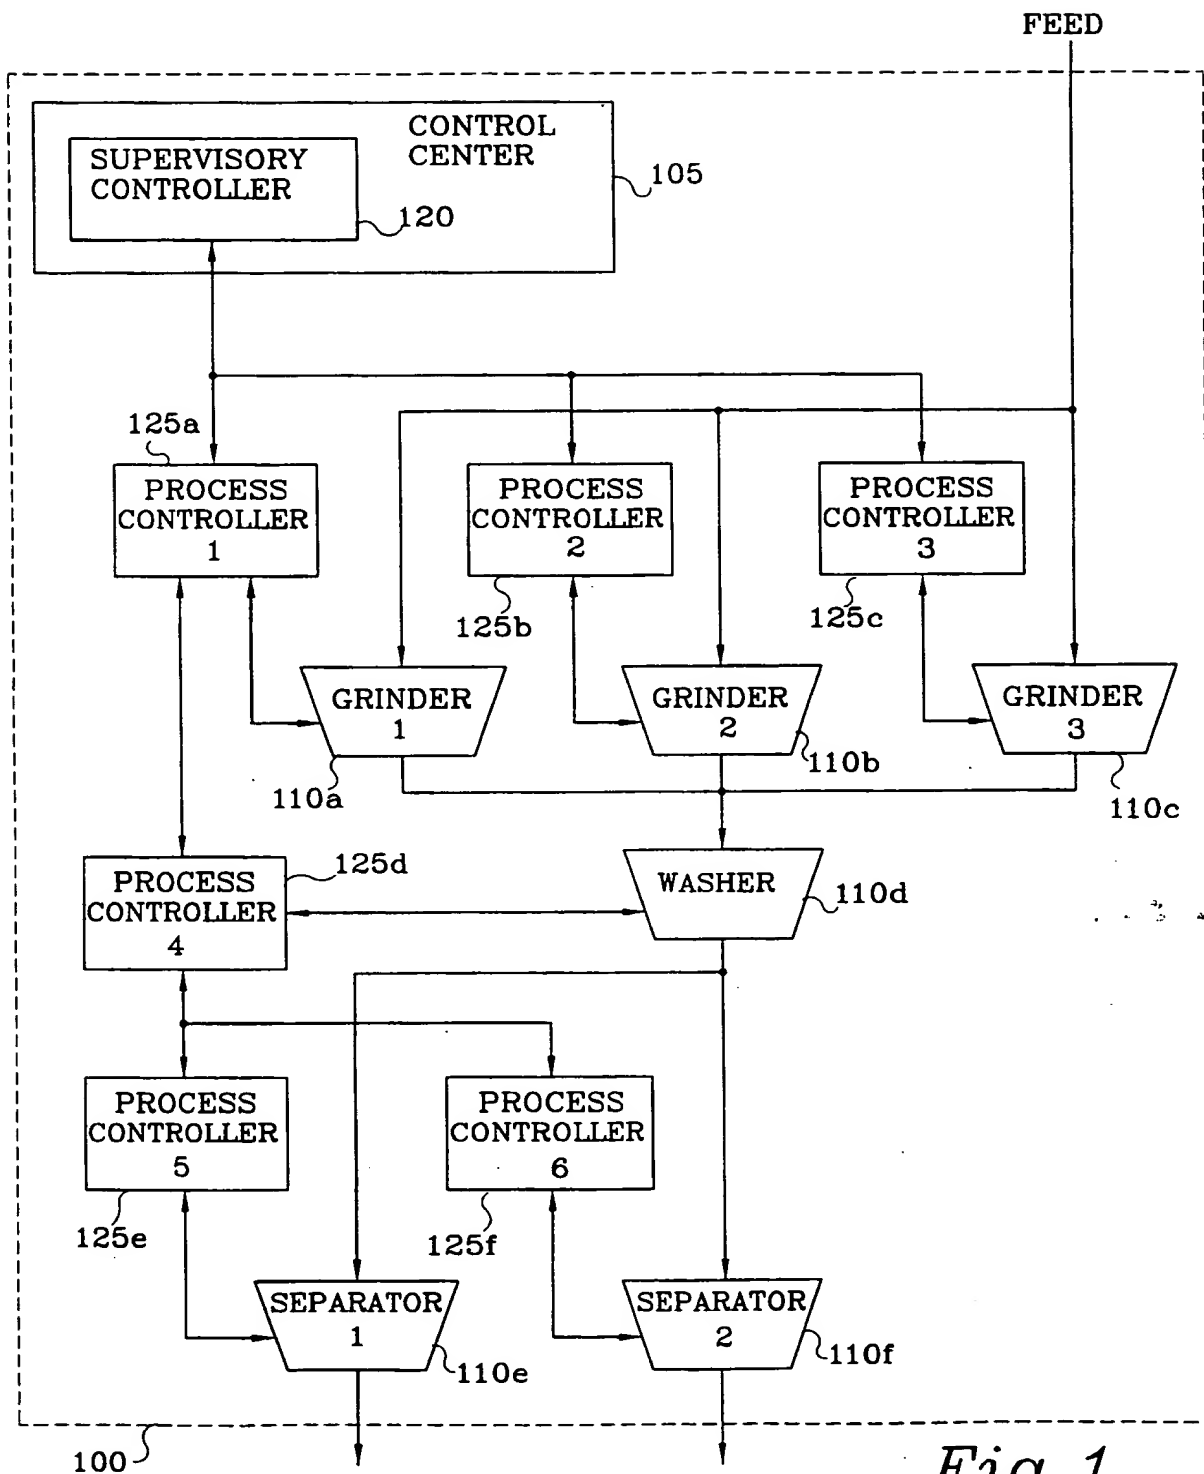 FEED
CONTROL
CENTER
105
SUPERVISORY
CONTROLLER
120
125a
PROCESS
CONTROLLER
1
PROCESS
CONTROLLER
2
125b
PROCESS
CONTROLLER
3
125c
GRINDER
1
110a
GRINDER
2
110b
GRINDER
3
110c
PROCESS
CONTROLLER
4
125d
WASHER
110d
PROCESS
CONTROLLER
5
125e
PROCESS
CONTROLLER
6
125f
SEPARATOR
1
110e
SEPARATOR
2
110f
100
Fig. 1